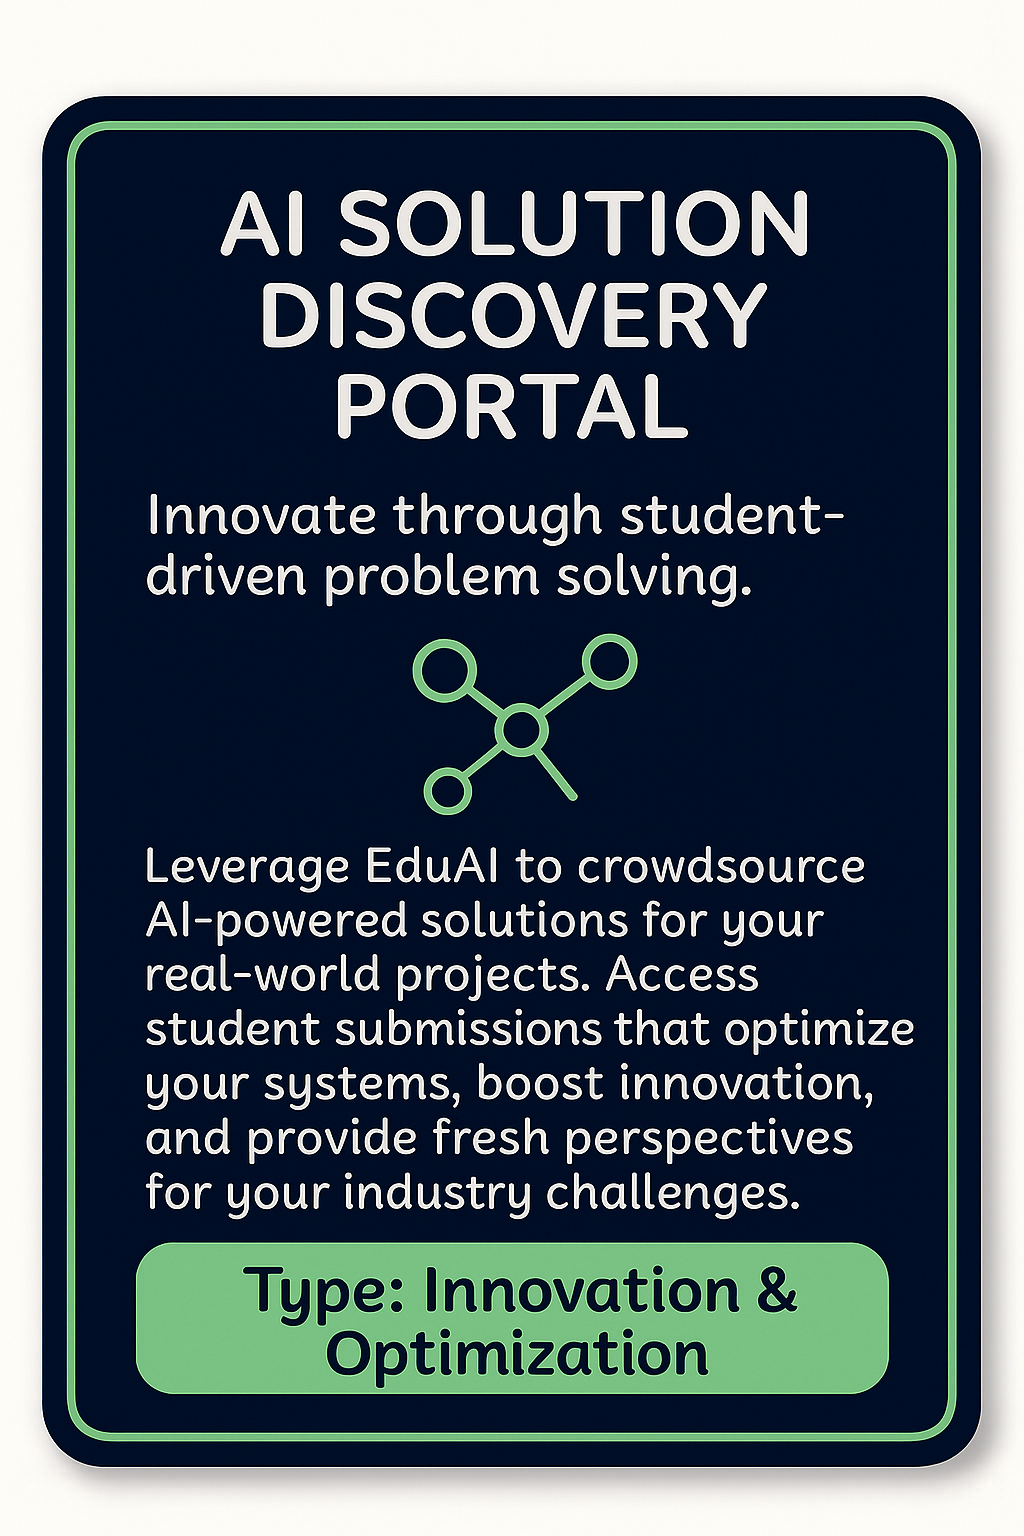 AI SOLUTION
DISCOVERY
PORTAL
Innovate through student-
driven problem solving.
Leverage EduAI to crowdsource
AI-powered solutions for your
real-world projects. Access
student submissions that optimize
your systems, boost innovation,
and provide fresh perspectives
for your industry challenges.
Type: Innovation &
Optimization